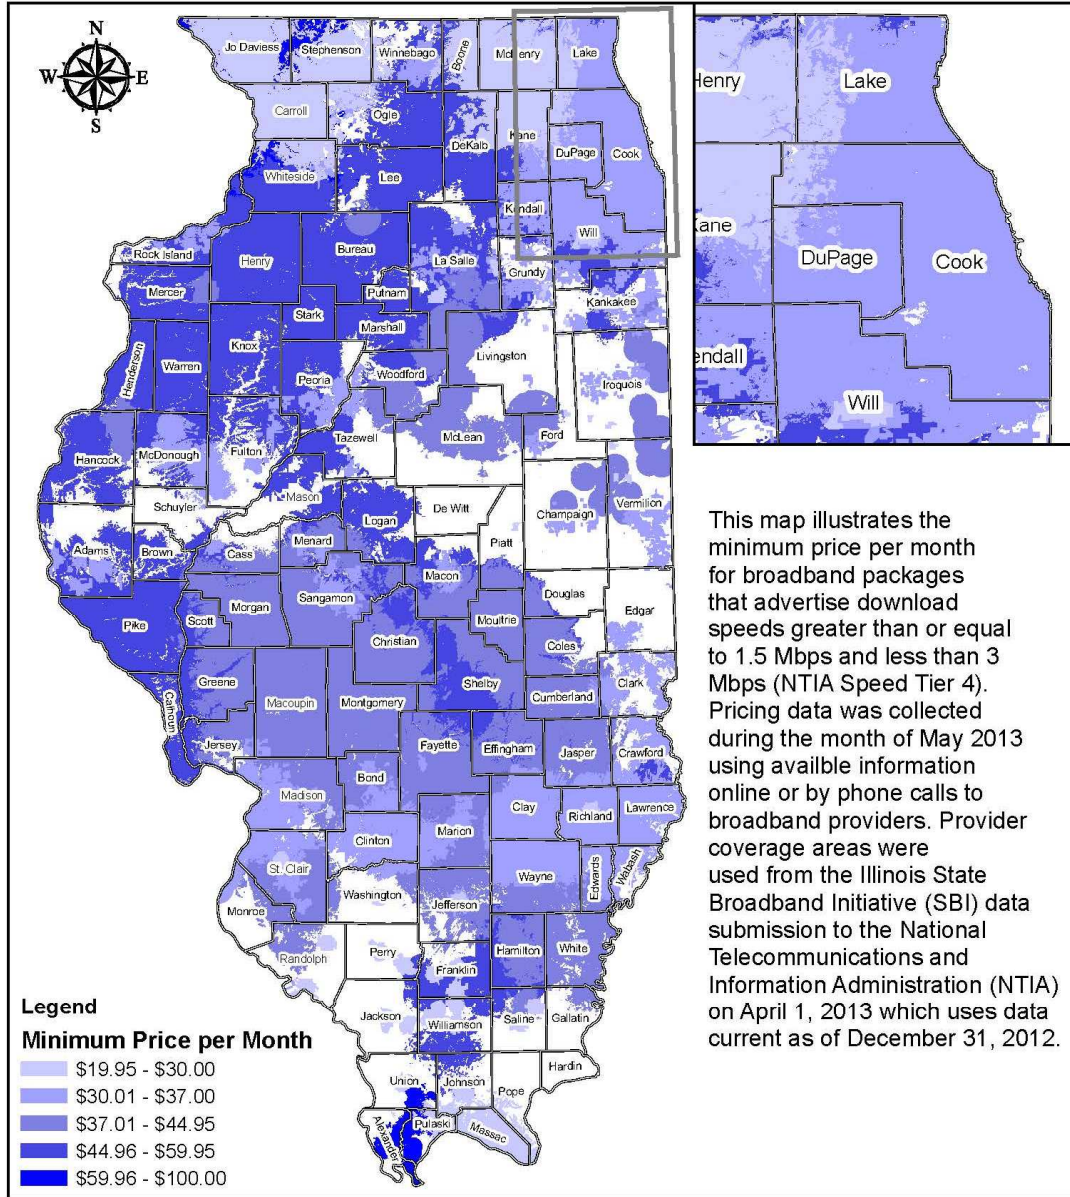 N
W E
S
Jo Daviess
Stephenson
Winnebago
Boone
McHenry
Lake
Carroll
Ogle
Kane
DeKalb
DuPage
Cook
Whiteside
Lee
Kendall
Will
Rock Island
Henry
Bureau
La Salle
Grundy
Mercer
Putnam
Kankakee
Stark
Marshall
Henderson
Warren
Knox
Peoria
Woodford
Livingston
Iroquois
Hancock
McDonough
Fulton
Tazewell
McLean
Ford
Schuyler
Mason
Logan
De Witt
Champaign
Vermilion
Adams
Brown
Cass
Menard
Piatt
Macon
Pike
Scott
Morgan
Sangamon
Christian
Moultrie
Douglas
Edgar
Coles
Greene
Calhoun
Macoupin
Montgomery
Shelby
Cumberland
Clark
Jersey
Fayette
Effingham
Jasper
Crawford
Madison
Bond
Clay
Richland
Lawrence
Clinton
Marion
St. Clair
Washington
Wayne
Edwards
Wabash
Monroe
Jefferson
Randolph
Perry
Hamilton
White
Franklin
Jackson
Williamson
Saline
Gallatin
Union
Johnson
Pope
Hardin
Alexander
Pulaski
Massac
Henry
Lake
Kane
DuPage
Cook
endall
Will
This map illustrates the
minimum price per month
for broadband packages
that advertise download
speeds greater than or equal
to 1.5 Mbps and less than 3
Mbps (NTIA Speed Tier 4).
Pricing data was collected
during the month of May 2013
using availble information
online or by phone calls to
broadband providers. Provider
coverage areas were
used from the Illinois State
Broadband Initiative (SBI) data
submission to the National
Telecommunications and
Information Administration (NTIA)
on April 1, 2013 which uses data
current as of December 31, 2012.
Legend
Minimum Price per Month
$19.95 - $30.00
$30.01 - $37.00
$37.01 - $44.95
$44.96 - $59.95
$59.96 - $100.00